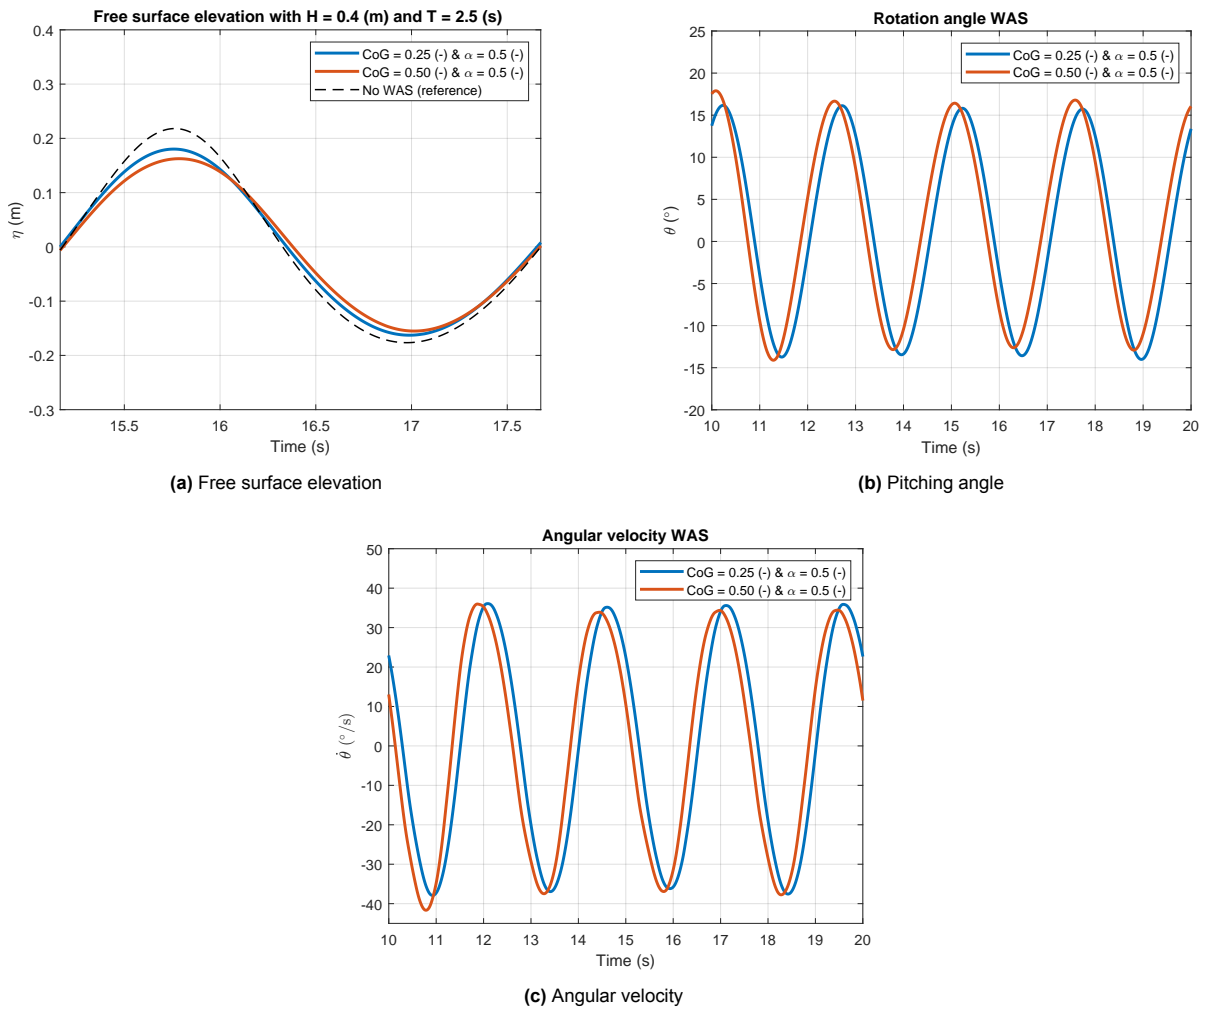 Free surface elevation with H = 0.4 (m) and T = 2.5 (s)
0.4
0.3
0.2
0.1
0
-0.1
-0.2
-0.3
η (m)
CoG = 0.25 (-) & α = 0.5 (-)
CoG = 0.50 (-) & α = 0.5 (-)
No WAS (reference)
15.5 16 16.5 17 17.5
Time (s)
(a) Free surface elevation
Rotation angle WAS
25
20
15
10
5
0
-5
-10
-15
-20
θ (°)
CoG = 0.25 (-) & α = 0.5 (-)
CoG = 0.50 (-) & α = 0.5 (-)
10 11 12 13 14 15 16 17 18 19 20
Time (s)
(b) Pitching angle
Angular velocity WAS
50
40
30
20
10
0
-10
-20
-30
-40
θ̇ (°/s)
CoG = 0.25 (-) & α = 0.5 (-)
CoG = 0.50 (-) & α = 0.5 (-)
10 11 12 13 14 15 16 17 18 19 20
Time (s)
(c) Angular velocity